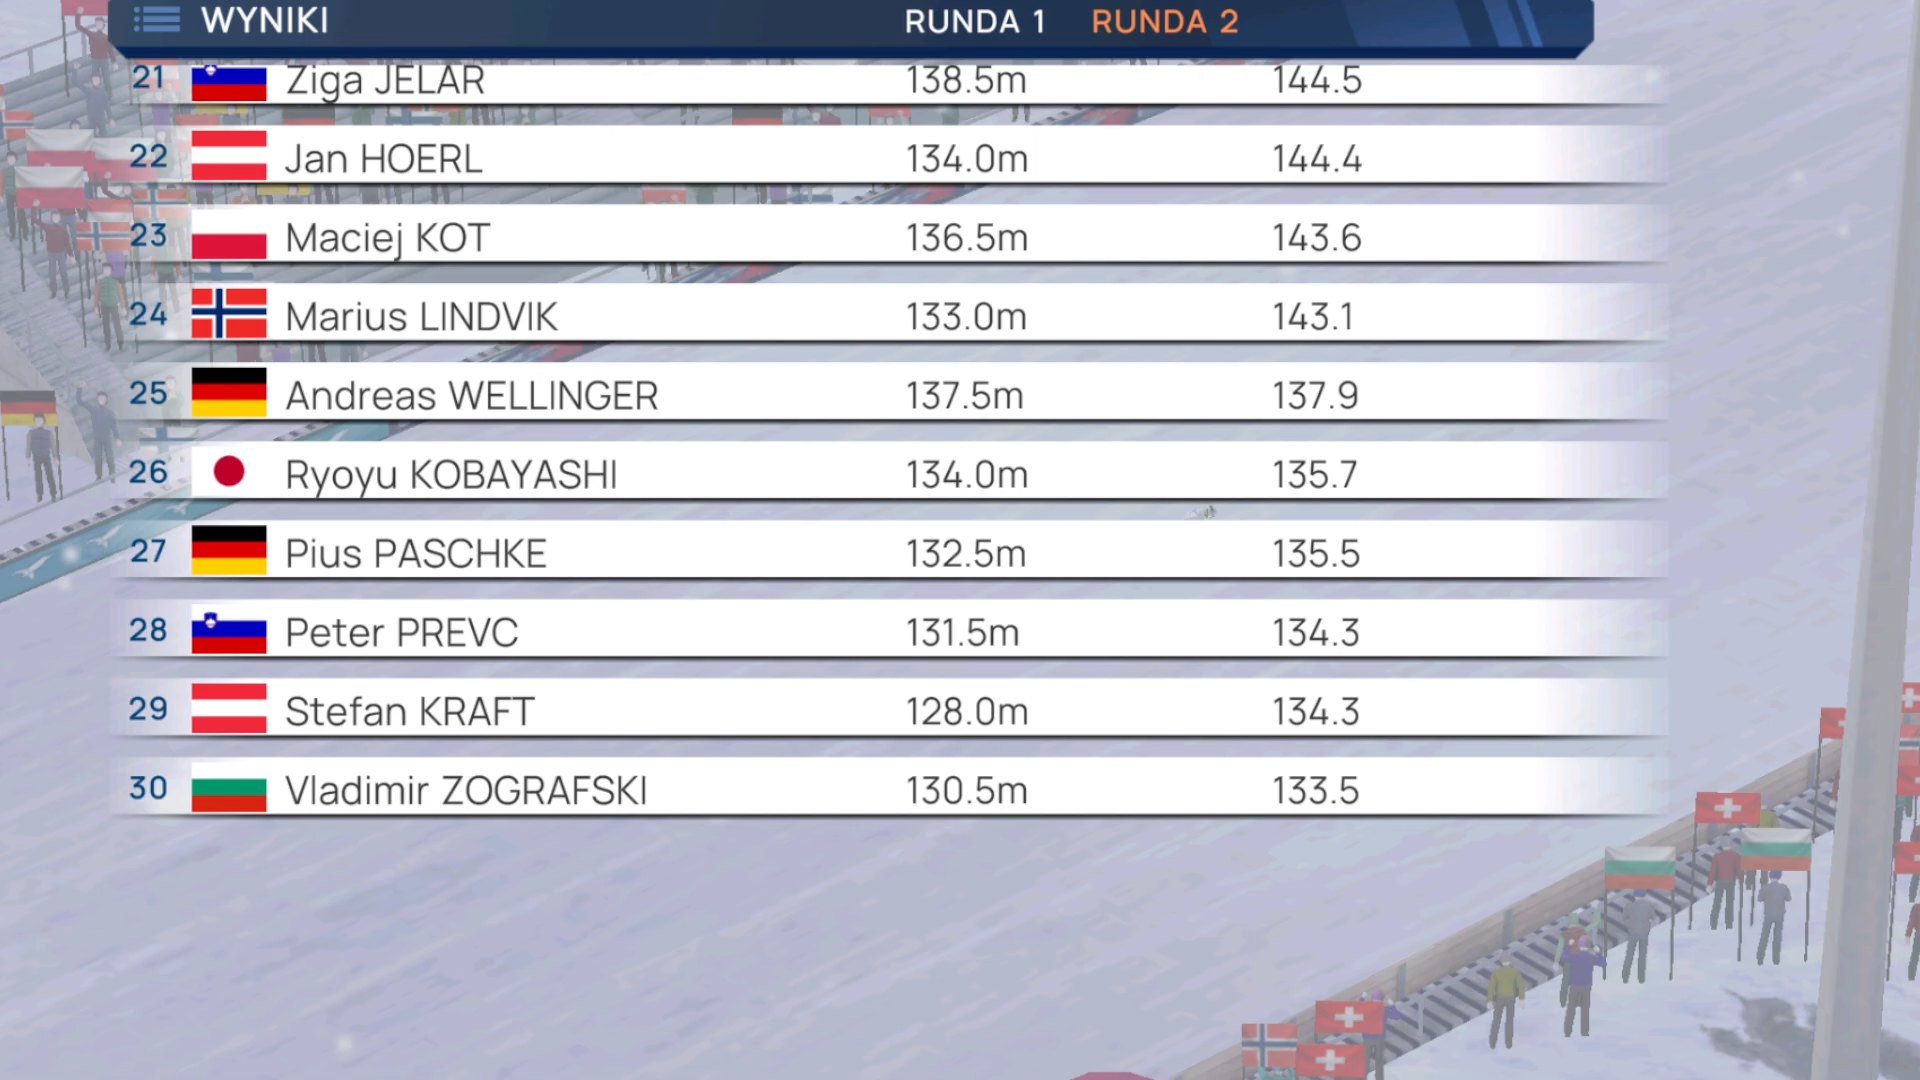 WYNIKI RUNDA 1 RUNDA 2
21 Ziga JELAR 138.5m 144.5
22 Jan HOERL 134.0m 144.4
23 Maciej KOT 136.5m 143.6
24 Marius LINDVIK 133.0m 143.1
25 Andreas WELLINGER 137.5m 137.9
26 Ryoyu KOBAYASHI 134.0m 135.7
27 Pius PASCHKE 132.5m 135.5
28 Peter PREVC 131.5m 134.3
29 Stefan KRAFT 128.0m 134.3
30 Vladimir ZOGRAFSKI 130.5m 133.5